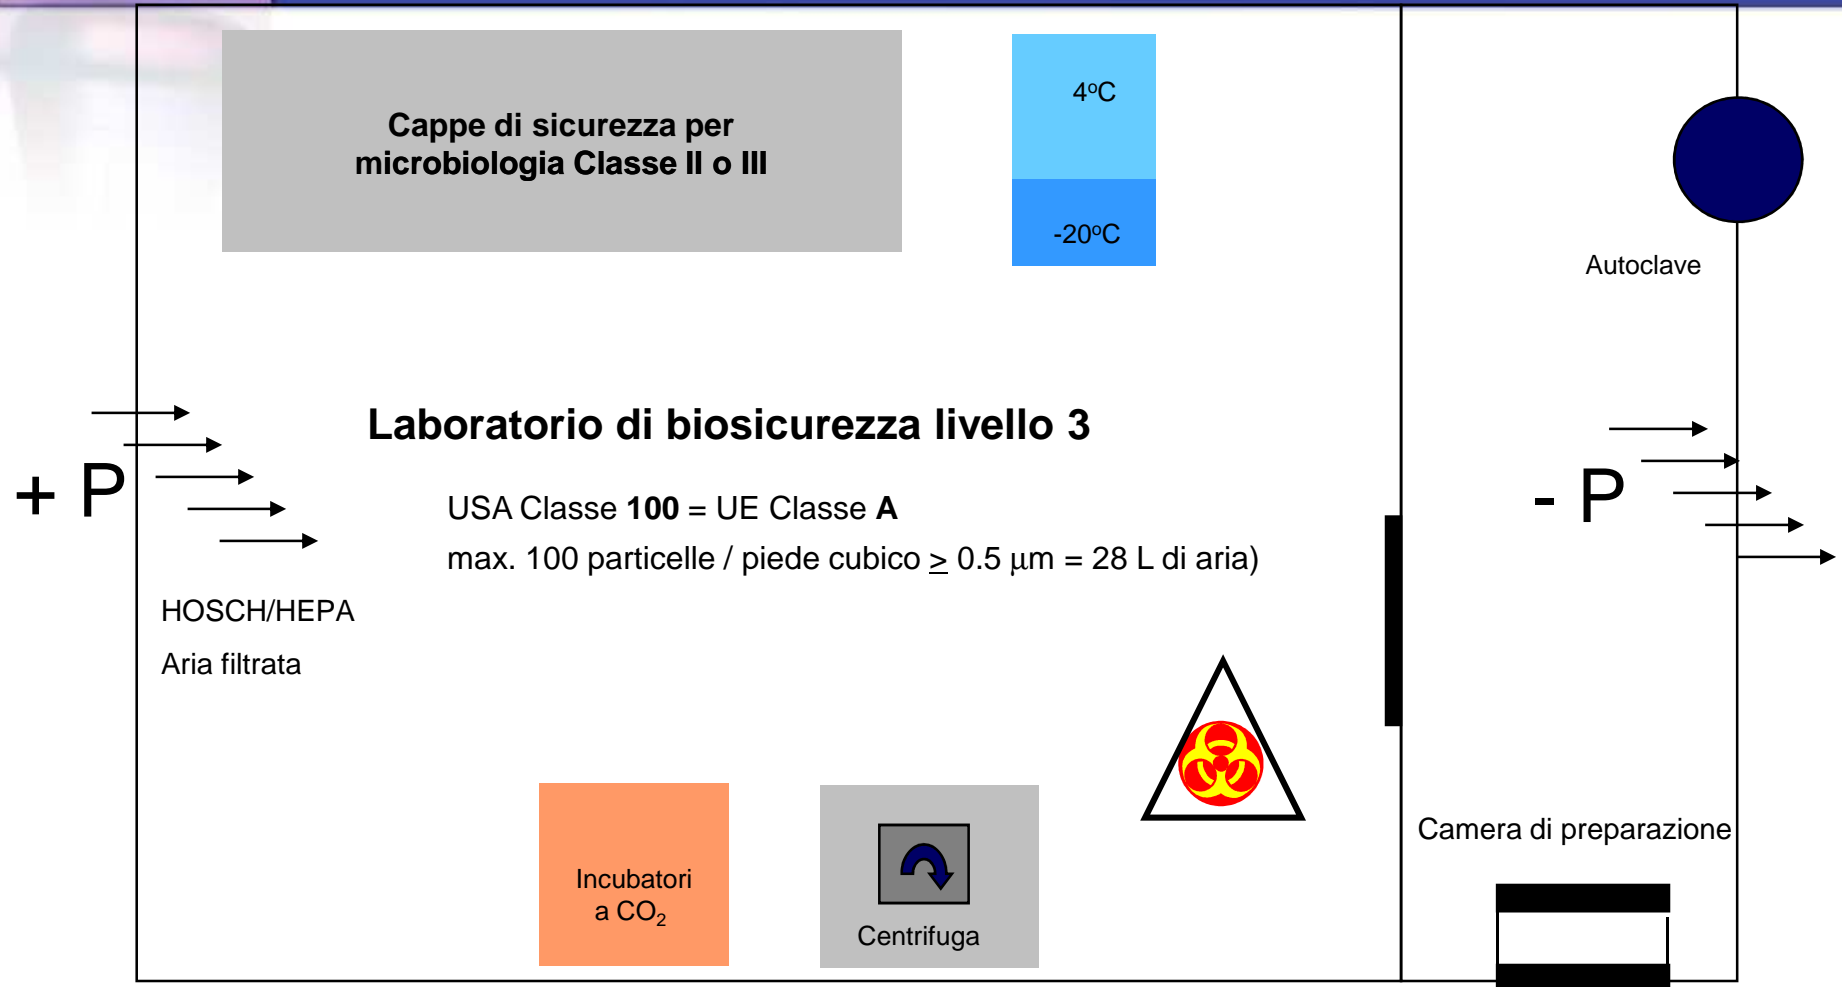 Cappe di sicurezza per
microbiologia Classe II o III
4°C
-20°C
Autoclave
Laboratorio di biosicurezza livello 3
+ P
- P
USA Classe 100 = UE Classe A
max. 100 particelle / piede cubico ≥ 0.5 μm = 28 L di aria)
HOSCH/HEPA
Aria filtrata
Camera di preparazione
Incubatori
a CO₂
Centrifuga